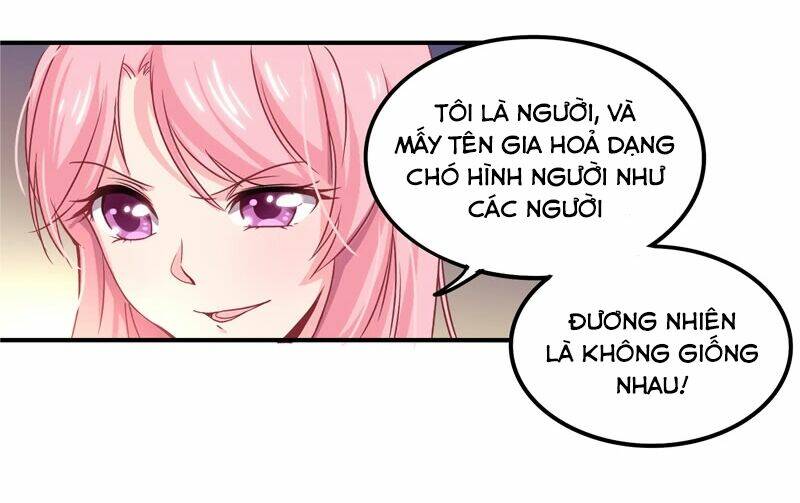 TÔI LÀ NGƯỜI, VÀ
MẤY TÊN GIA HOẢ DẠNG
CHÓ HÌNH NGƯỜI NHƯ
CÁC NGƯỜI
ĐƯƠNG NHIÊN
LÀ KHÔNG GIỐNG
NHAU!